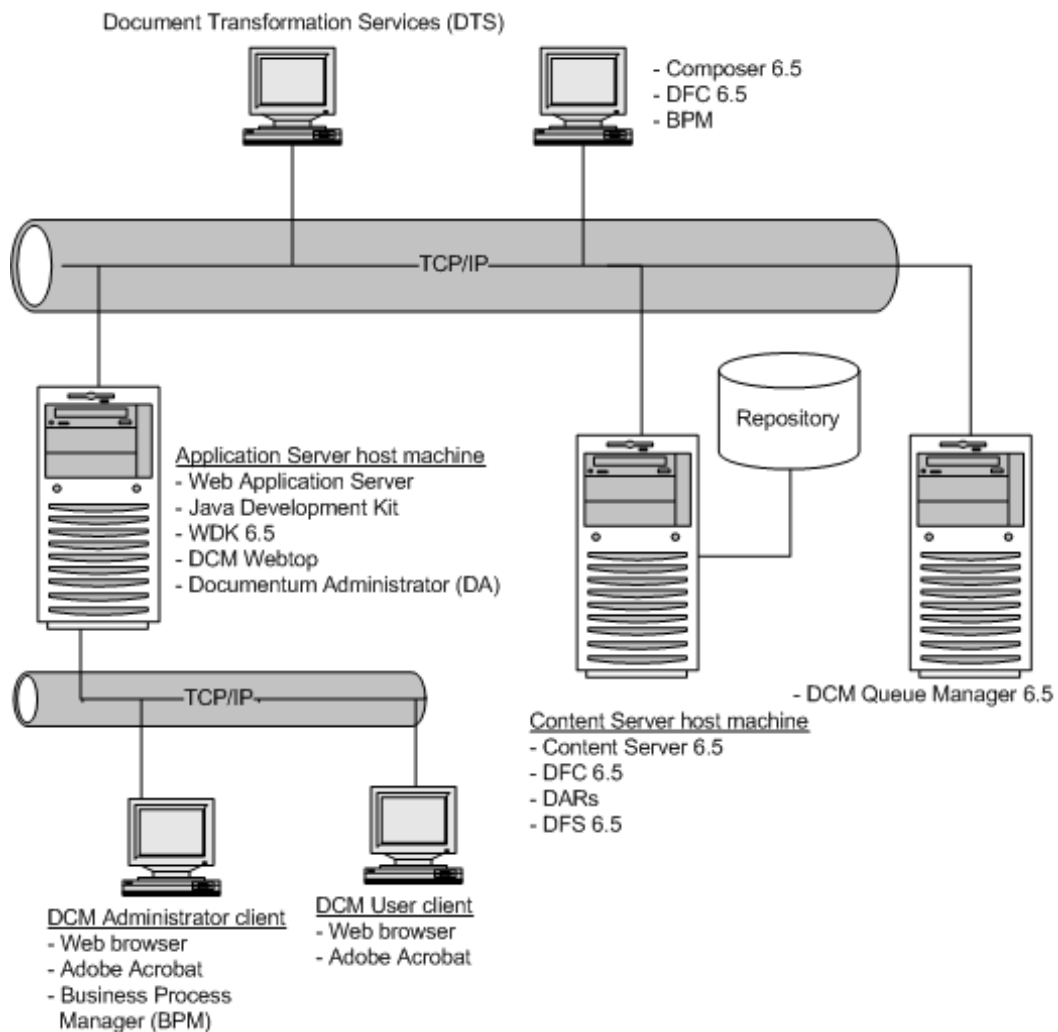 Document Transformation Services (DTS)
- Composer 6.5
- DFC 6.5
- BPM
TCP/IP
Repository
Application Server host machine
- Web Application Server
- Java Development Kit
- WDK 6.5
- DCM Webtop
- Documentum Administrator (DA)
- DCM Queue Manager 6.5
Content Server host machine
- Content Server 6.5
- DFC 6.5
- DARs
- DFS 6.5
TCP/IP
DCM Administrator client
- Web browser
- Adobe Acrobat
- Business Process
Manager (BPM)
DCM User client
- Web browser
- Adobe Acrobat